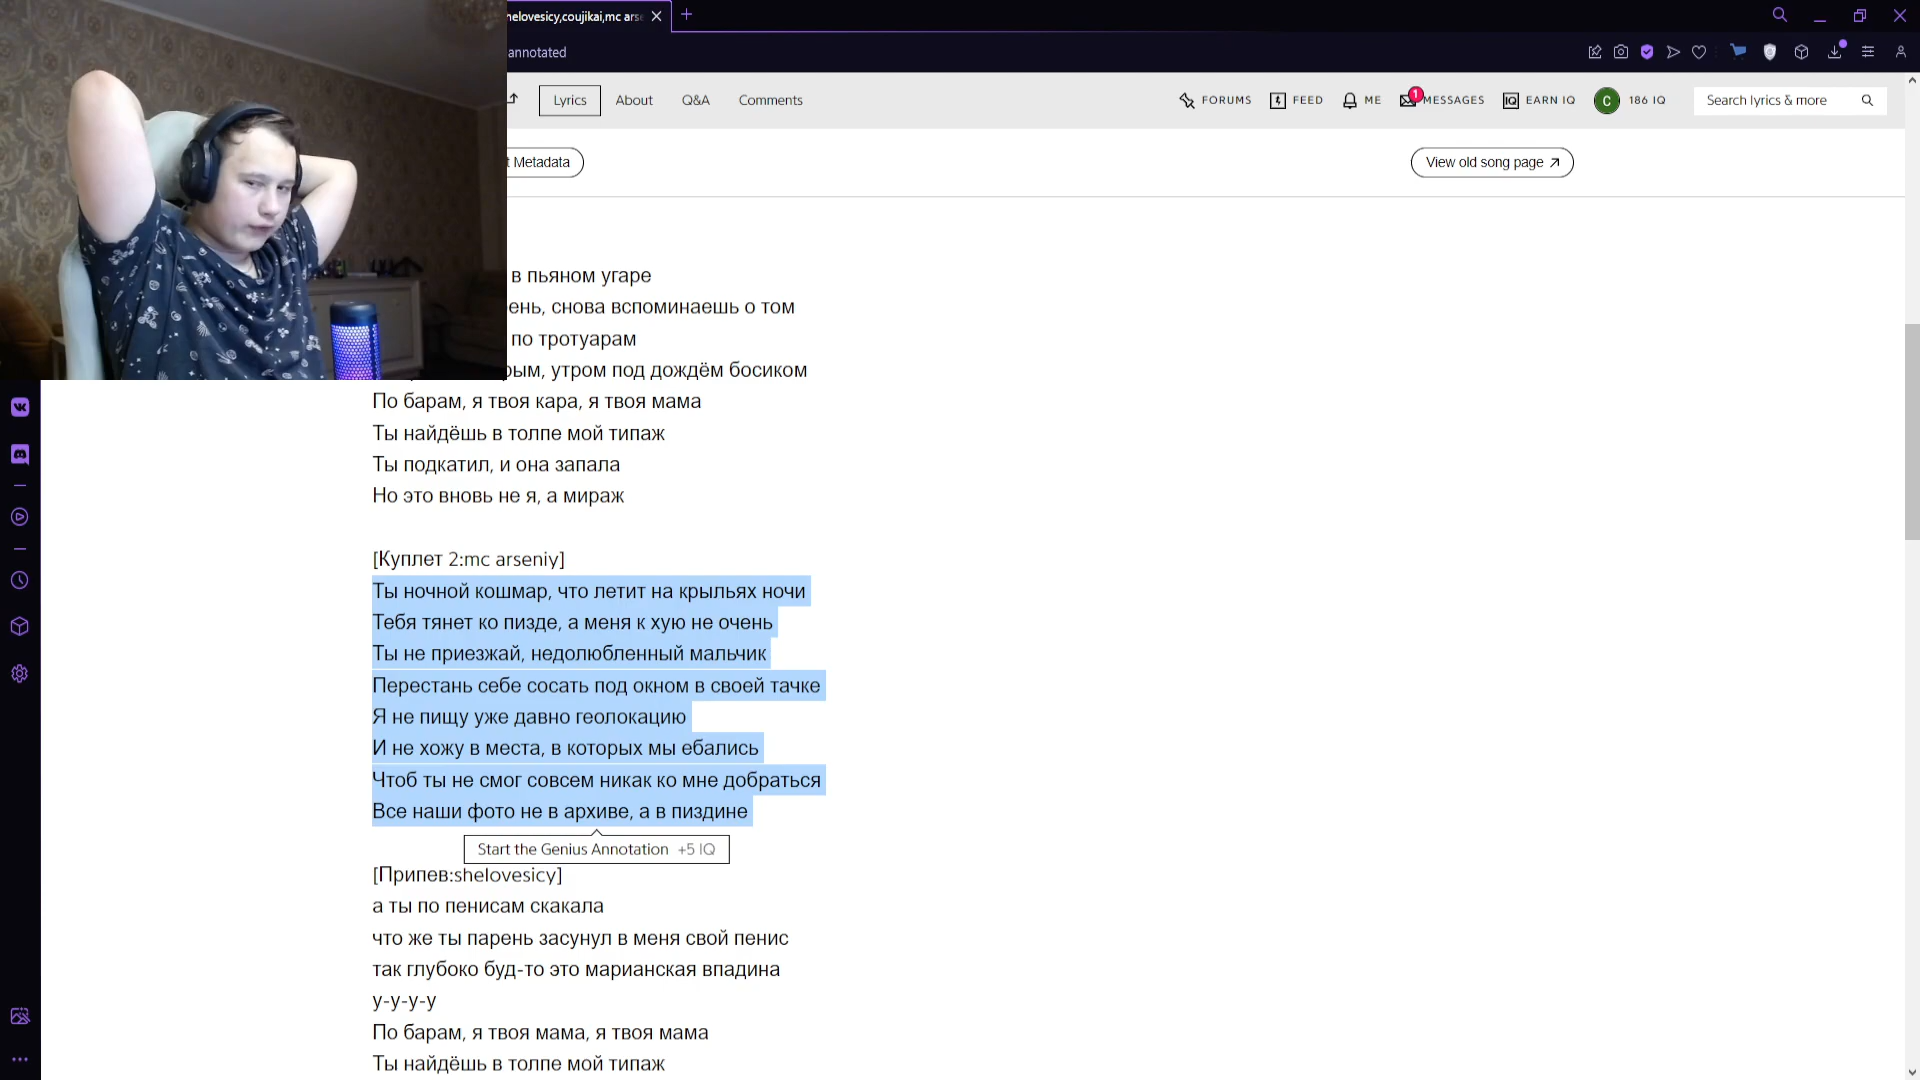 helovesicy,coujikai,mc ars
annotated
Lyrics
About
Q&A
Comments
FORUMS
FEED
ME
1
MESSAGES
IQ
EARN IQ
C
186 IQ
Search lyrics & more
t Metadata
View old song page
в пьяном угаре
ень, снова вспоминаешь о том
по тротуарам
рым, утром под дождём босиком
По барам, я твоя кара, я твоя мама
Ты найдёшь в толпе мой типаж
Ты подкатил, и она запала
Но это вновь не я, а мираж
[Куплет 2:mc arseniy]
Ты ночной кошмар, что летит на крыльях ночи
Тебя тянет ко пизде, а меня к хую не очень
Ты не приезжай, недолюбленный мальчик
Перестань себе сосать под окном в своей тачке
Я не пищу уже давно геолокацию
И не хожу в места, в которых мы ебались
Чтоб ты не смог совсем никак ко мне добраться
Все наши фото не в архиве, а в пиздине
Start the Genius Annotation +5 IQ
[Припев:shelovesicy]
а ты по пенисам скакала
что же ты парень засунул в меня свой пенис
так глубоко буд-то это марианская впадина
у-у-у-у
По барам, я твоя мама, я твоя мама
Ты найдёшь в толпе мой типаж